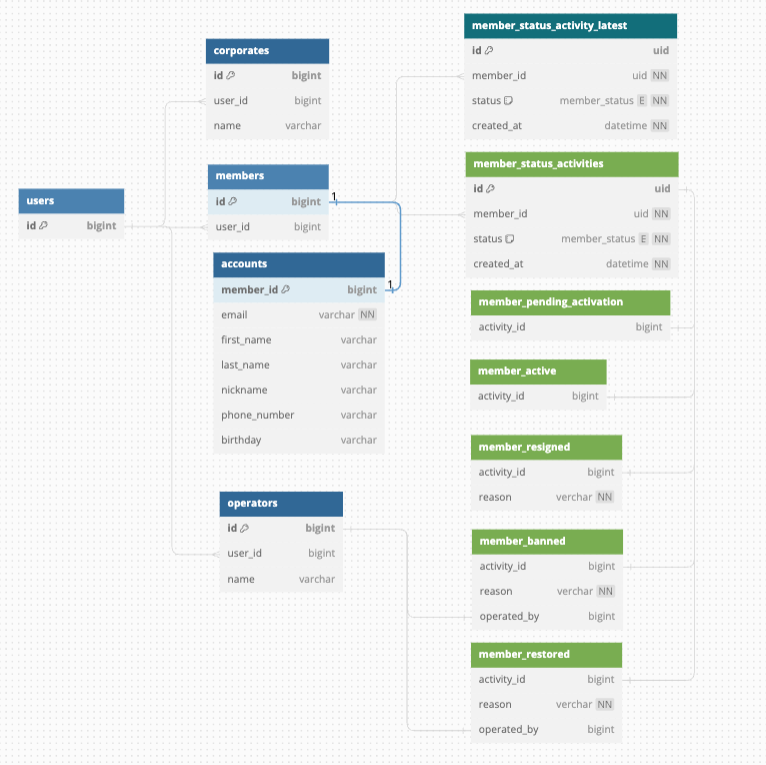 users
id bigint
corporates
id bigint
user_id bigint
name varchar
members
id bigint
user_id bigint
1
accounts
member_id bigint
1
email varchar NN
first_name varchar
last_name varchar
nickname varchar
phone_number varchar
birthday varchar
operators
id bigint
user_id bigint
name varchar
member_status_activity_latest
id uid
member_id uid NN
status member_status E NN
created_at datetime NN
member_status_activities
id uid
member_id uid NN
status member_status E NN
created_at datetime NN
member_pending_activation
activity_id bigint
member_active
activity_id bigint
member_resigned
activity_id bigint
reason verchar NN
member_banned
activity_id bigint
reason verchar NN
operated_by bigint
member_restored
activity_id bigint
reason verchar NN
operated_by bigint